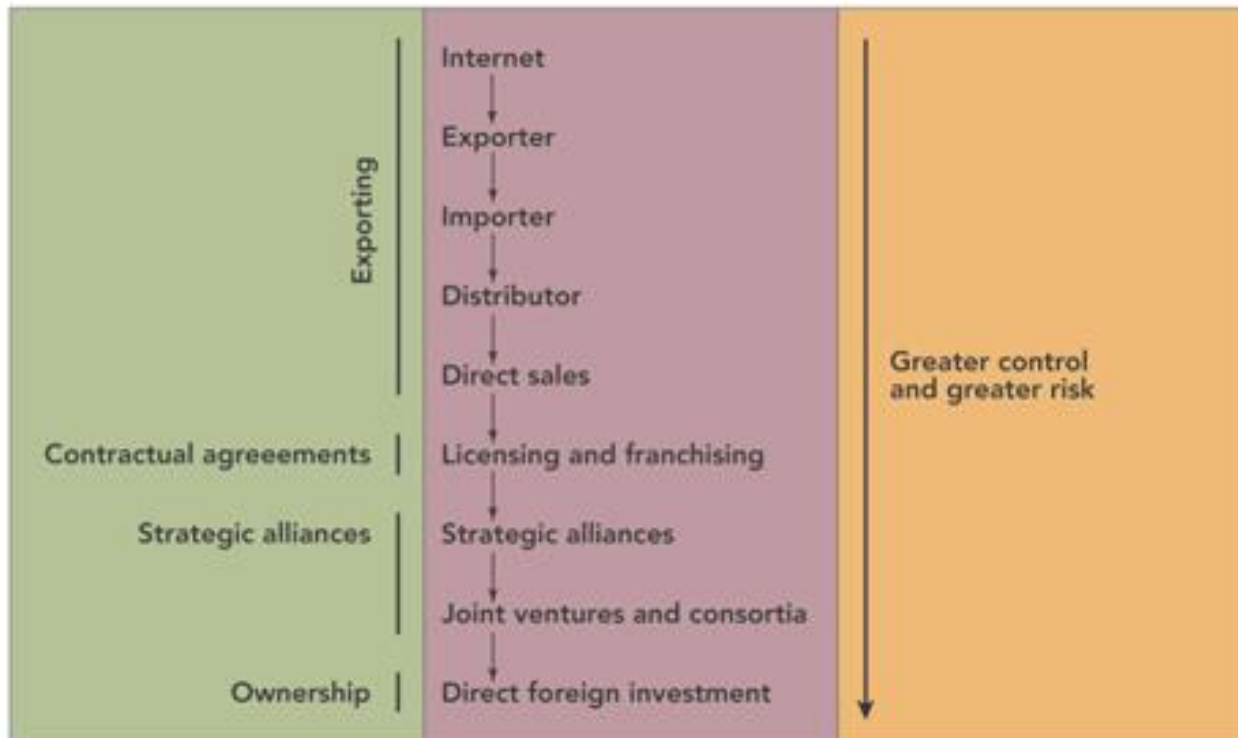 Exporting
Contractual agreeements
Strategic alliances
Ownership
Internet
Exporter
Importer
Distributor
Direct sales
Licensing and franchising
Strategic alliances
Joint ventures and consortia
Direct foreign investment
Greater control
and greater risk